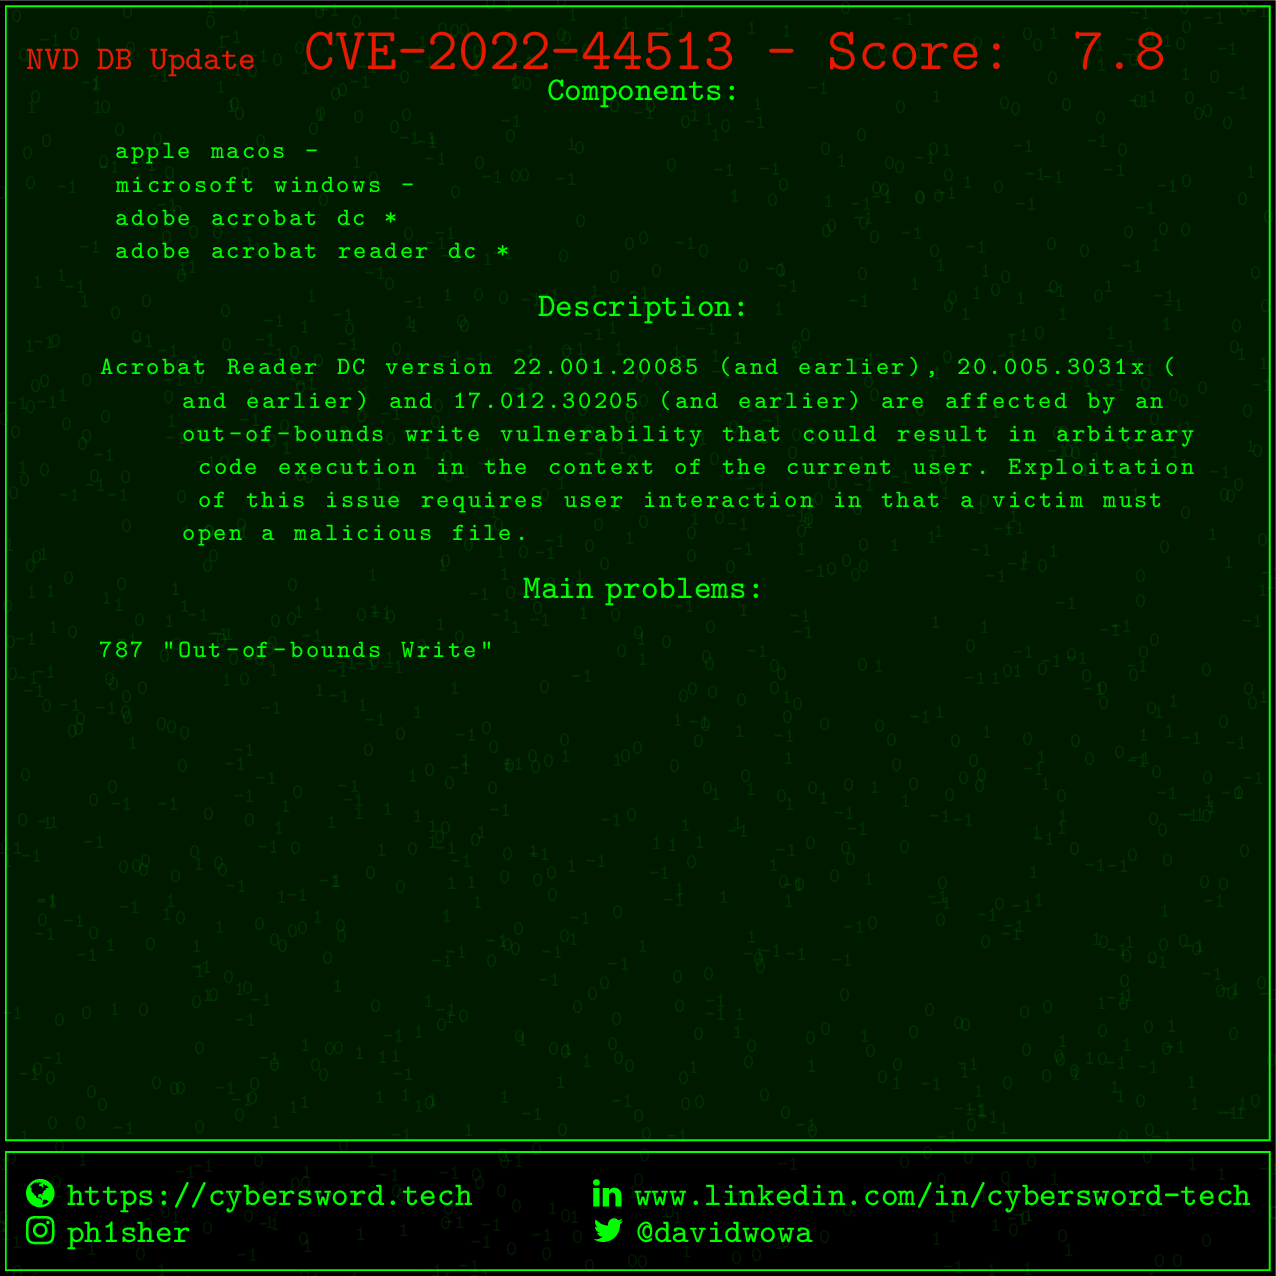 NVD DB Update CVE-2022-44513 - Score: 7.8
Components:
apple macos -
microsoft windows -
adobe acrobat dc *
adobe acrobat reader dc *
Description:
Acrobat Reader DC version 22.001.20085 (and earlier), 20.005.3031x (
and earlier) and 17.012.30205 (and earlier) are affected by an
out-of-bounds write vulnerability that could result in arbitrary
code execution in the context of the current user. Exploitation
of this issue requires user interaction in that a victim must
open a malicious file.
Main problems:
787 "Out-of-bounds Write"
https://cybersword.tech www.linkedin.com/in/cybersword-tech
ph1sher @davidwowa